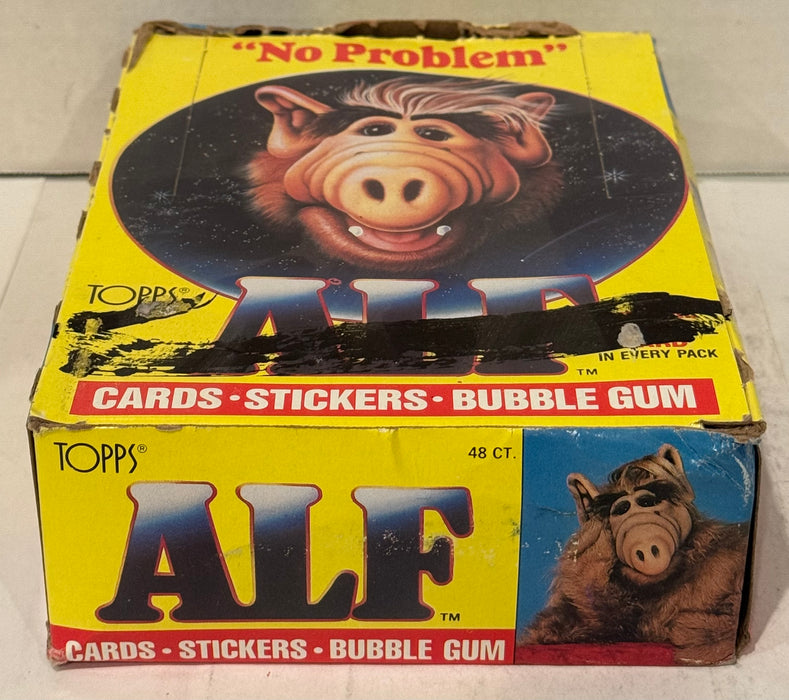 “No Problem”
TOPPS®
ALF
IN EVERY PACK
TM
CARDS • STICKERS • BUBBLE GUM
TOPPS®
48 CT.
ALF
TM
CARDS • STICKERS • BUBBLE GUM